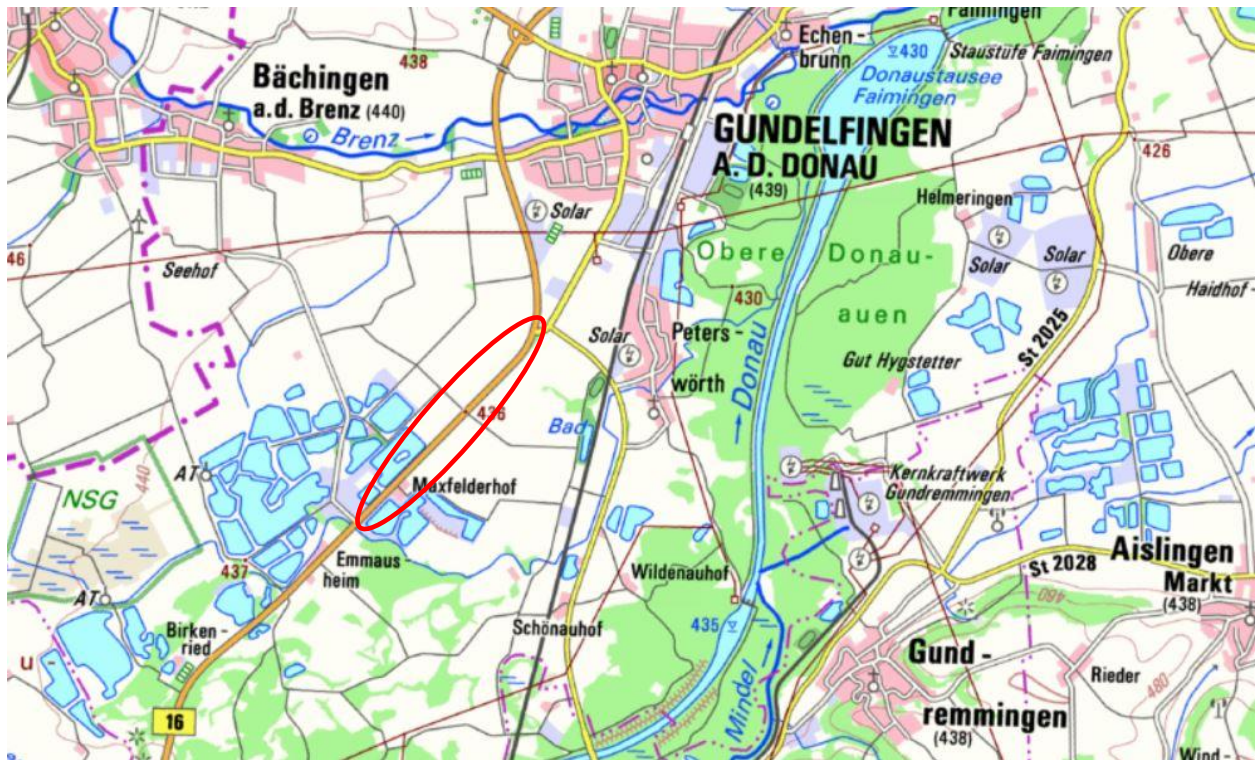 438
Bächingen
a.d. Brenz (440)
Brenz
Echen-
brunn
Faimingen
430
Staustüfe Faimingen
Donaustausee
Faimingen
GUNDELFINGEN
A. D. DONAU
(439)
426
Helmeringen
Solar
Solar
Solar
Obere
Haidhof-
46
Seehof
Obere Donau-
auen
430
Peters-
wörth
Solar
Donau
Gut Hygstetter
St 2025
436
Bad
AT
NSG
440
Maxfelderhof
Kernkraftwerk
Gundremmingen
437
Emmaus-
heim
AT
Wildenauhof
St 2028
Aislingen
Markt
(438)
460
Birken-
ried
Schönauhof
435
Mindel
u-
16
Gund-
remmingen
(438)
Rieder
480
Wind-